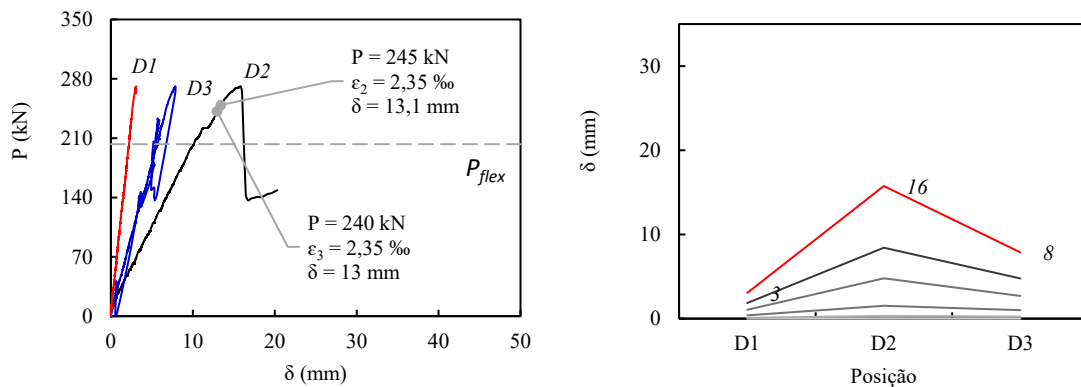 350
280
210
140
70
0
P (kN)
D1
D3
D2
P = 245 kN
ε2 = 2,35 ‰
δ = 13,1 mm
Pflex
P = 240 kN
ε3 = 2,35 ‰
δ = 13 mm
0 10 20 30 40 50
δ (mm)
30
20
10
0
δ (mm)
16
8
3
D1 D2 D3
Posição